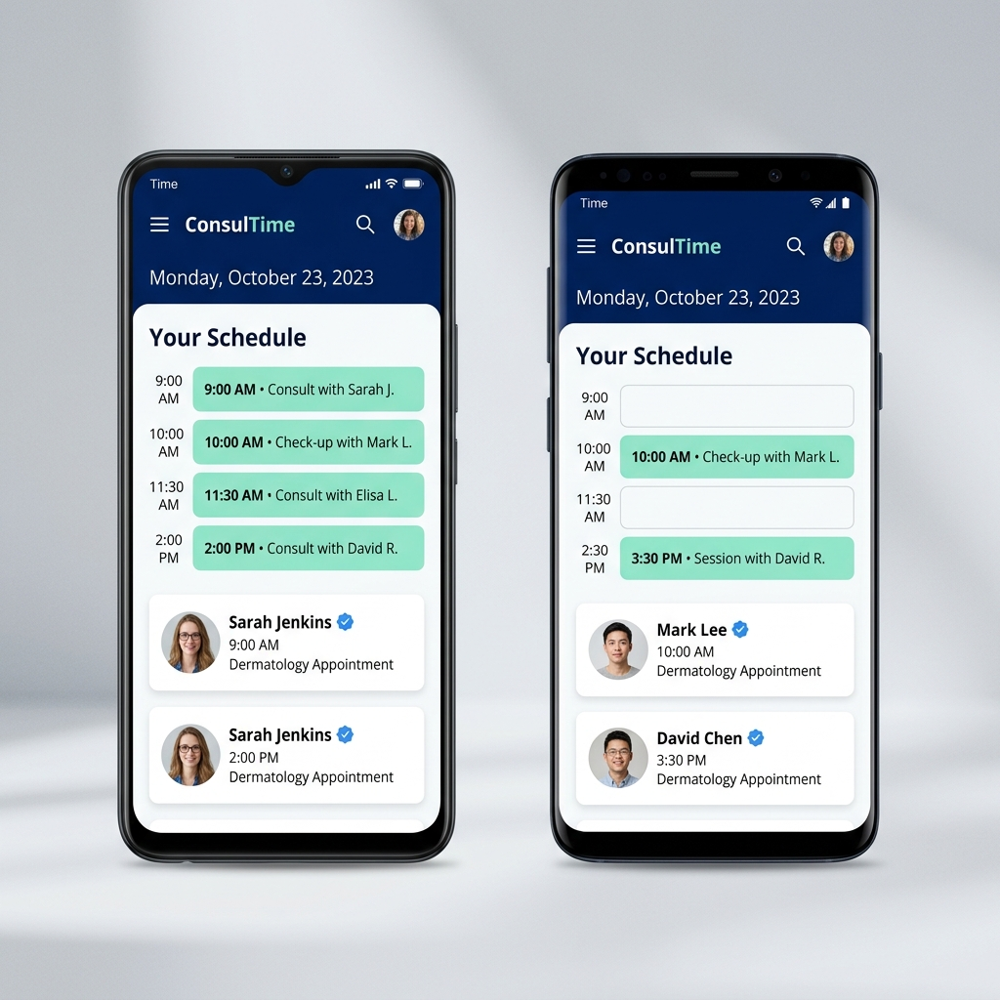 Time
ConsulTime
Monday, October 23, 2023
Your Schedule
9:00
AM
9:00 AM • Consult with Sarah J.
10:00
AM
10:00 AM • Check-up with Mark L.
11:30
AM
11:30 AM • Consult with Elisa L.
2:00
PM
2:00 PM • Consult with David R.
Sarah Jenkins
9:00 AM
Dermatology Appointment
Sarah Jenkins
2:00 PM
Dermatology Appointment
Time
ConsulTime
Monday, October 23, 2023
Your Schedule
9:00
AM
10:00
AM
10:00 AM • Check-up with Mark L.
11:30
AM
2:30
PM
3:30 PM • Session with David R.
Mark Lee
10:00 AM
Dermatology Appointment
David Chen
3:30 PM
Dermatology Appointment